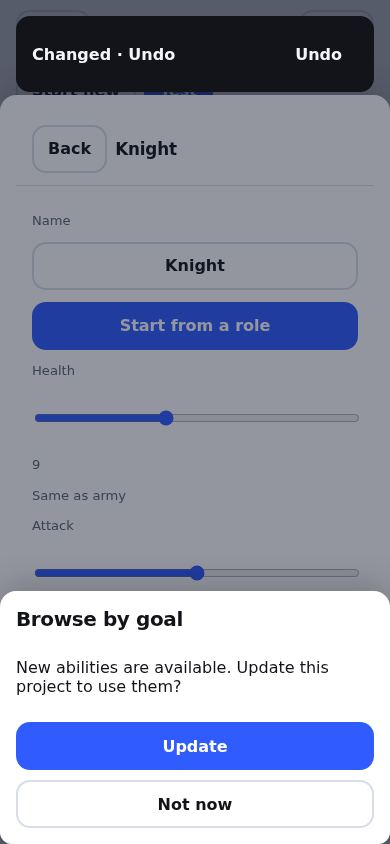 Changed · Undo
Undo
Back
Knight
Name
Knight
Start from a role
Health
9
Same as army
Attack
Browse by goal
New abilities are available. Update this
project to use them?
Update
Not now